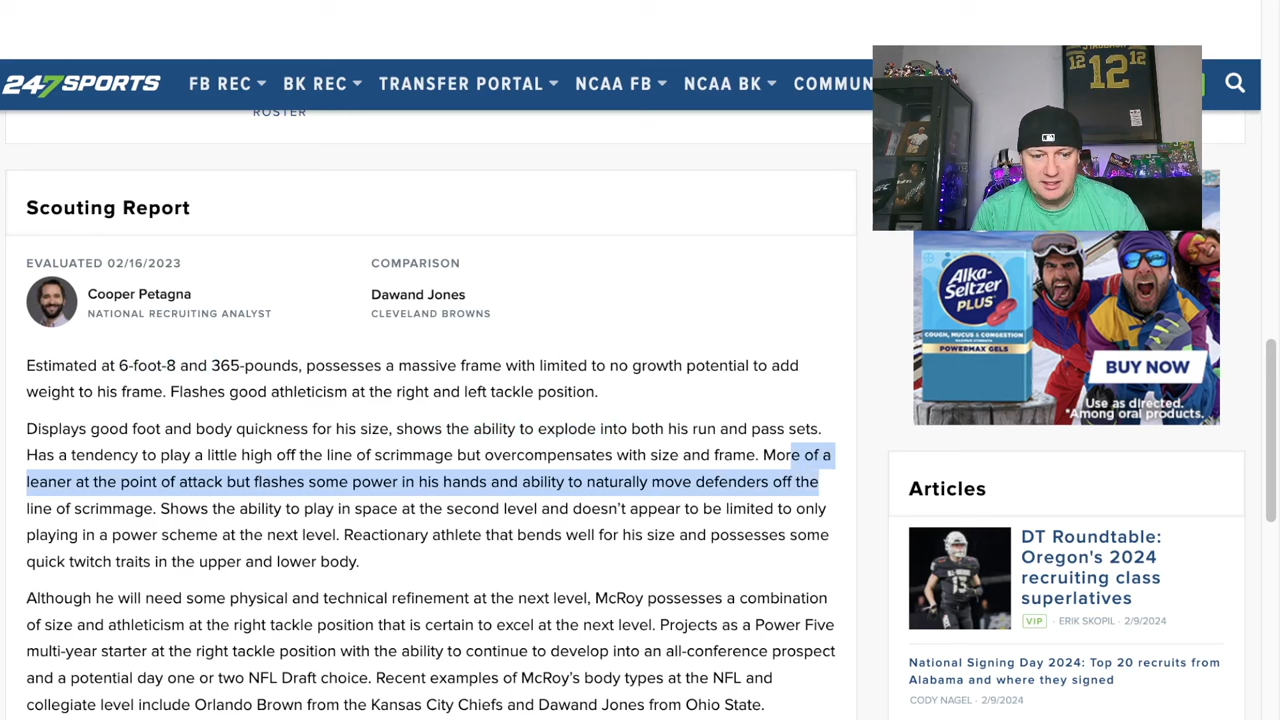 247SPORTS FB REC BK REC TRANSFER PORTAL NCAA FB NCAA BK COMMUN
12 12
12
ROSTER
Scouting Report
EVALUATED 02/16/2023 COMPARISON
Cooper Petagna Dawand Jones
NATIONAL RECRUITING ANALYST CLEVELAND BROWNS
Estimated at 6-foot-8 and 365-pounds, possesses a massive frame with limited to no growth potential to add
weight to his frame. Flashes good athleticism at the right and left tackle position.
Displays good foot and body quickness for his size, shows the ability to explode into both his run and pass sets.
Has a tendency to play a little high off the line of scrimmage but overcompensates with size and frame. More of a
leaner at the point of attack but flashes some power in his hands and ability to naturally move defenders off the
line of scrimmage. Shows the ability to play in space at the second level and doesn't appear to be limited to only
playing in a power scheme at the next level. Reactionary athlete that bends well for his size and possesses some
quick twitch traits in the upper and lower body.
Although he will need some physical and technical refinement at the next level, McRoy possesses a combination
of size and athleticism at the right tackle position that is certain to excel at the next level. Projects as a Power Five
multi-year starter at the right tackle position with the ability to continue to develop into an all-conference prospect
and a potential day one or two NFL Draft choice. Recent examples of McRoy's body types at the NFL and
collegiate level include Orlando Brown from the Kansas City Chiefs and Dawand Jones from Ohio State.
Alka-
Seltzer
PLUS
COUGH, MUCUS & CONGESTION
POWERMAX GELS
BUY NOW
Use as directed.
*Among oral products.
Articles
DT Roundtable:
Oregon's 2024
recruiting class
superlatives
VIP · ERIK SKOPIL · 2/9/2024
National Signing Day 2024: Top 20 recruits from
Alabama and where they signed
CODY NAGEL · 2/9/2024